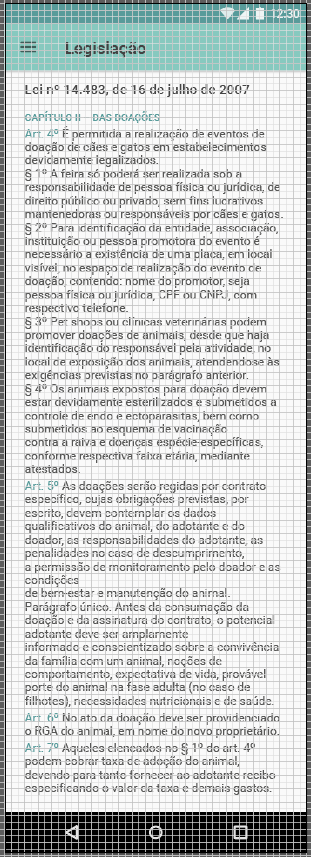 12:30
Legislação
Lei nº 14.483, de 16 de julho de 2007
CAPÍTULO II - DAS DOAÇÕES
Art. 4º É permitida a realização de eventos de
doação de cães e gatos em estabelecimentos
devidamente legalizados.
§ 1º A feira só poderá ser realizada sob a
responsabilidade de pessoa física ou jurídica, de
direito público ou privado, sem fins lucrativos
mantenedoras ou responsáveis por cães e gatos.
§ 2º Para identificação da entidade, associação,
instituição ou pessoa promotora do evento é
necessário a existência de uma placa, em local
visível, no espaço de realização do evento de
doação, contendo: nome do promotor, seja
pessoa física ou jurídica, CPF ou CNPJ, com
respectivo telefone.
§ 3º Pet shops ou clínicas veterinárias podem
promover doações de animais, desde que haja
identificação do responsável pela atividade, no
local de exposição dos animais, atendendose às
exigências previstas no parágrafo anterior.
§ 4º Os animais expostos para doação devem
estar devidamente esterilizados e submetidos a
controle de endo e ectoparasitas, bem como
submetidos ao esquema de vacinação
contra a raiva e doenças espécie-específicas,
conforme respectiva faixa etária, mediante
atestados.
Art. 5º As doações serão regidas por contrato
específico, cujas obrigações previstas, por
escrito, devem contemplar os dados
qualificativos do animal, do adotante e do
doador, as responsabilidades do adotante, as
penalidades no caso de descumprimento,
a permissão de monitoramento pelo doador e as
condições
de bem-estar e manutenção do animal.
Parágrafo único. Antes da consumação da
doação e da assinatura do contrato, o potencial
adotante deve ser amplamente
informado e conscientizado sobre a convivência
da família com um animal, noções de
comportamento, expectativa de vida, provável
porte do animal na fase adulta (no caso de
filhotes), necessidades nutricionais e de saúde.
Art. 6º No ato da doação deve ser providenciado
o RGA do animal, em nome do novo proprietário.
Art. 7º Aqueles elencados no § 1º do art. 4º
podem cobrar taxa de adoção do animal,
devendo para tanto fornecer ao adotante recibo
especificando o valor da taxa e demais gastos.